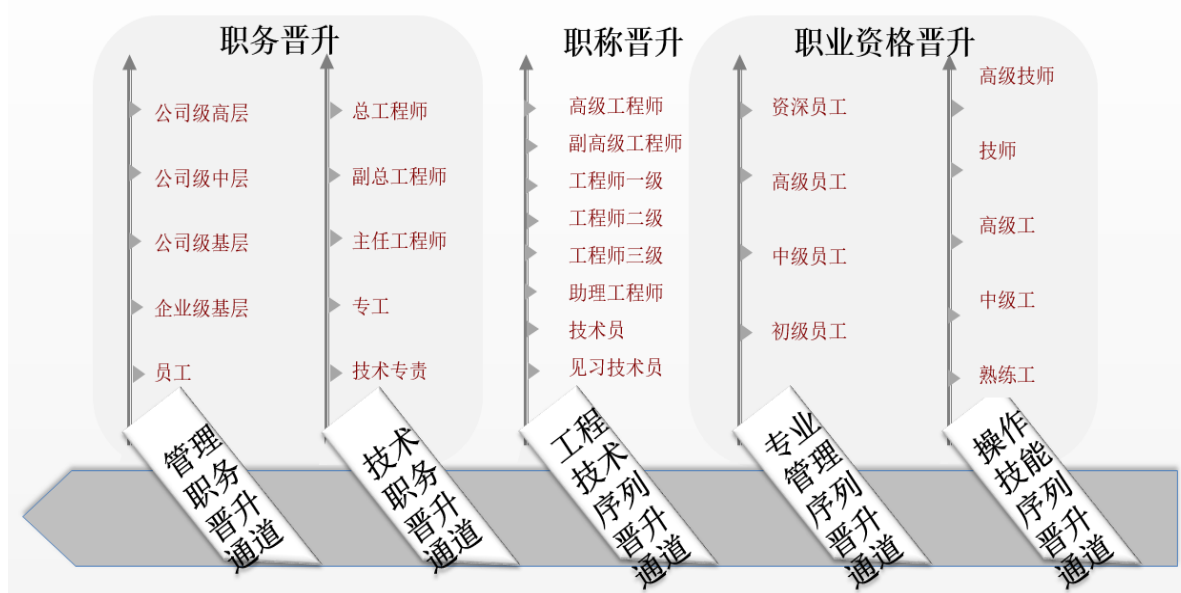 职务晋升
公司级高层
公司级中层
公司级基层
企业级基层
员工
管理
职务
晋升
通道
总工程师
副总工程师
主任工程师
专工
技术专责
技术
职务
晋升
通道
职称晋升
高级工程师
副高级工程师
工程师一级
工程师二级
工程师三级
助理工程师
技术员
见习技术员
工程
技术
序列
晋升
通道
职业资格晋升
资深员工
高级员工
中级员工
初级员工
专业
管理
序列
晋升
通道
高级技师
技师
高级工
中级工
熟练工
操作
技能
序列
晋升
通道